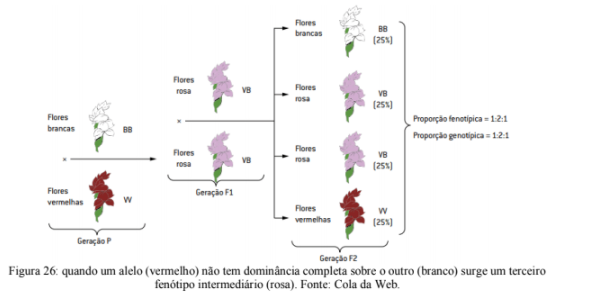 Flores
brancas
BB
×
Flores
vermelhas
VV
Geração P
Flores
rosa
VB
×
Flores
rosa
VB
Geração F1
Flores
brancas
BB
(25%)
Flores
rosa
VB
(25%)
Flores
rosa
VB
(25%)
Flores
vermelhas
VV
(25%)
Geração F2
Proporção fenotípica = 1:2:1
Proporção genotípica = 1:2:1
Figura 26: quando um alelo (vermelho) não tem dominância completa sobre o outro (branco) surge um terceiro
fenótipo intermediário (rosa). Fonte: Cola da Web.